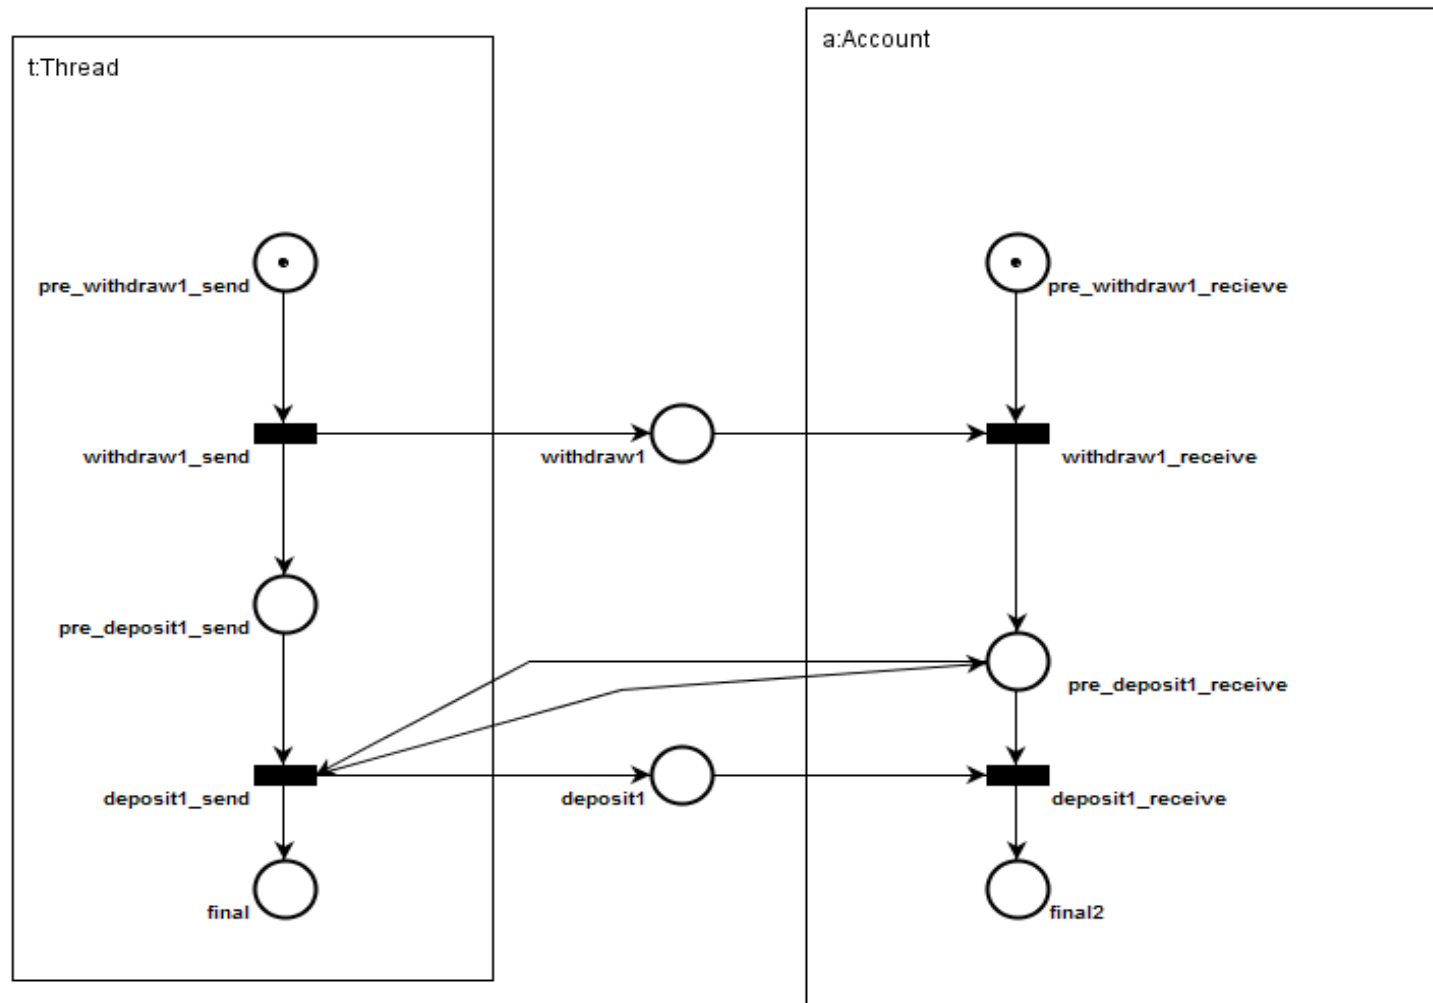 t:Thread
a:Account
pre_withdraw1_send
pre_withdraw1_recieve
withdraw1_send
withdraw1
withdraw1_receive
pre_deposit1_send
pre_deposit1_receive
deposit1_send
deposit1
deposit1_receive
final
final2